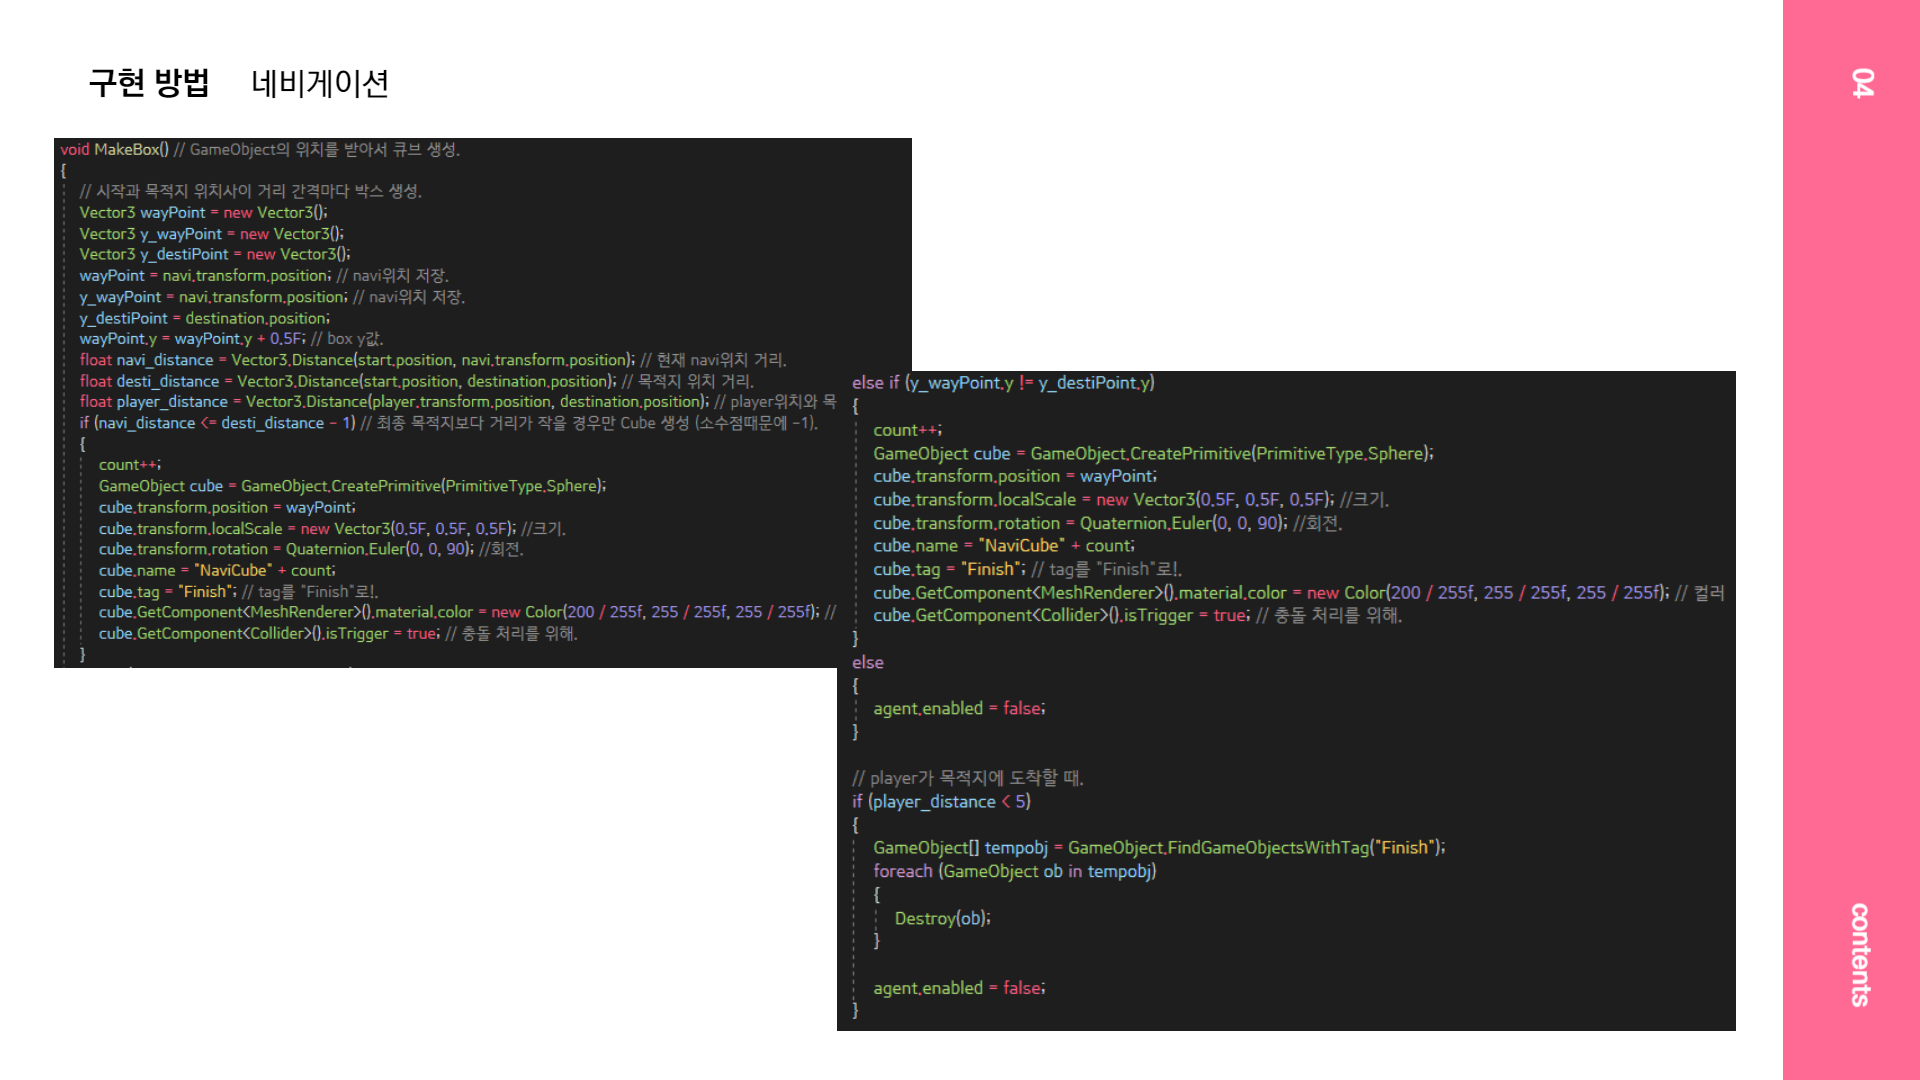 구현 방법 네비게이션
04
void MakeBox() // GameObject의 위치를 받아서 큐브 생성.
{
// 시작과 목적지 위치사이 거리 간격마다 박스 생성.
Vector3 wayPoint = new Vector3();
Vector3 y_wayPoint = new Vector3();
Vector3 y_destiPoint = new Vector3();
wayPoint = navi.transform.position; // navi위치 저장.
y_wayPoint = navi.transform.position; // navi위치 저장.
y_destiPoint = destination.position;
wayPoint.y = wayPoint.y + 0.5F; // box y값.
float navi_distance = Vector3.Distance(start.position, navi.transform.position); // 현재 navi위치 거리.
float desti_distance = Vector3.Distance(start.position, destination.position); // 목적지 위치 거리.
float player_distance = Vector3.Distance(player.transform.position, destination.position); // player위치와 목
if (navi_distance <= desti_distance - 1) // 최종 목적지보다 거리가 작을 경우만 Cube 생성 (소수점때문에 -1).
{
count++;
GameObject cube = GameObject.CreatePrimitive(PrimitiveType.Sphere);
cube.transform.position = wayPoint;
cube.transform.localScale = new Vector3(0.5F, 0.5F, 0.5F); //크기.
cube.transform.rotation = Quaternion.Euler(0, 0, 90); //회전.
cube.name = "NaviCube" + count;
cube.tag = "Finish"; // tag를 "Finish"로!.
cube.GetComponent<MeshRenderer>().material.color = new Color(200 / 255f, 255 / 255f, 255 / 255f); //
cube.GetComponent<Collider>().isTrigger = true; // 충돌 처리를 위해.
}
else if (y_wayPoint.y != y_destiPoint.y)
{
count++;
GameObject cube = GameObject.CreatePrimitive(PrimitiveType.Sphere);
cube.transform.position = wayPoint;
cube.transform.localScale = new Vector3(0.5F, 0.5F, 0.5F); //크기.
cube.transform.rotation = Quaternion.Euler(0, 0, 90); //회전.
cube.name = "NaviCube" + count;
cube.tag = "Finish"; // tag를 "Finish"로!.
cube.GetComponent<MeshRenderer>().material.color = new Color(200 / 255f, 255 / 255f, 255 / 255f); // 컬러
cube.GetComponent<Collider>().isTrigger = true; // 충돌 처리를 위해.
}
else
{
agent.enabled = false;
}
// player가 목적지에 도착할 때.
if (player_distance < 5)
{
GameObject[] tempobj = GameObject.FindGameObjectsWithTag("Finish");
foreach (GameObject ob in tempobj)
{
Destroy(ob);
}
agent.enabled = false;
}
contents